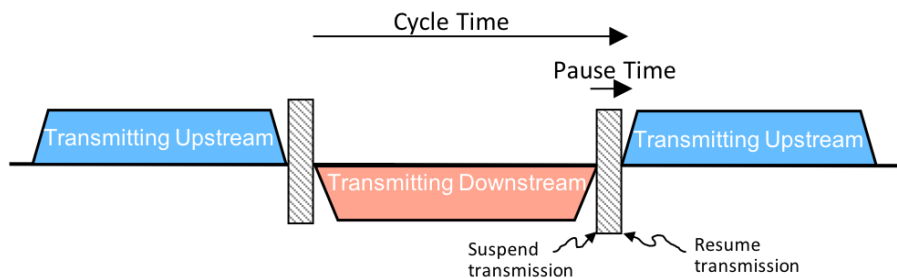 Cycle Time
Pause Time
Transmitting Upstream
Transmitting Upstream
Transmitting Downstream
Suspend
transmission
Resume
transmission